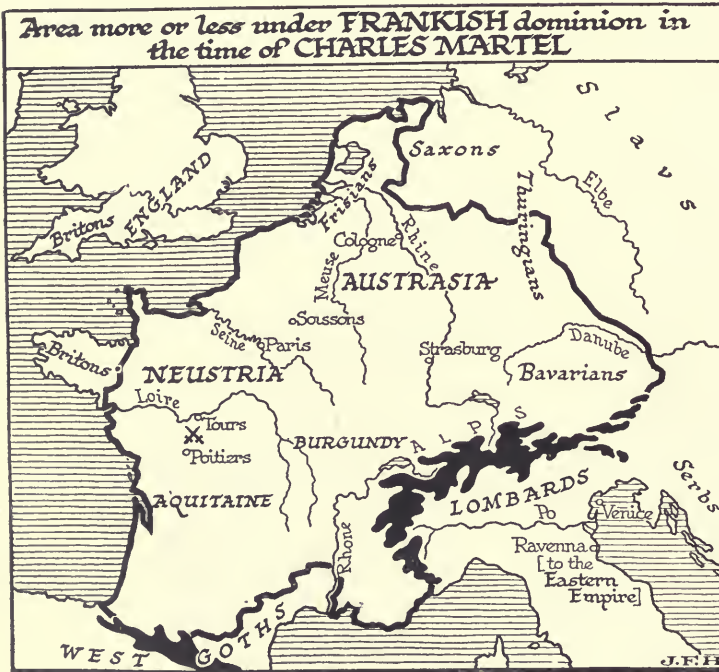 Area more or less under FRANKISH dominion in
the time of CHARLES MARTEL
Slavs
Saxons
ENGLAND
Britons
Frisians
Elbe
Thuringians
Cologne
Rhine
Meuse
AUSTRASIA
Soissons
Seine
Paris
Strasburg
Danube
Britons
NEUSTRIA
Bavarians
Loire
Tours
Poitiers
BURGUNDY
ALPS
AQUITAINE
LOMBARDS
Serbs
Po
Venice
Rhone
Ravenna
[to the
Eastern
Empire]
WEST GOTHS